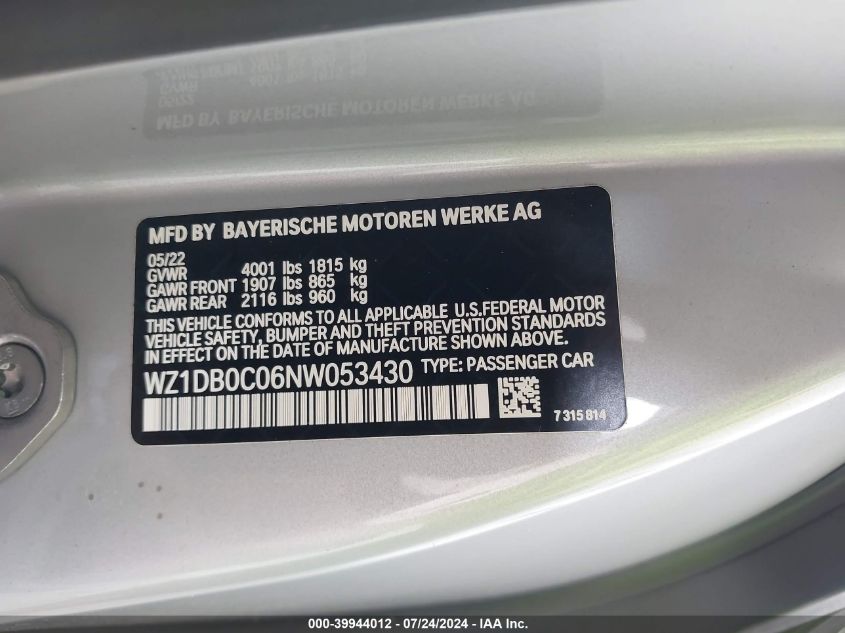 MFD BY BAYERISCHE MOTOREN WERKE AG
05/22
GVWR 4001 lbs 1815 kg
GAWR FRONT 1907 lbs 865 kg
GAWR REAR 2116 lbs 960 kg
THIS VEHICLE CONFORMS TO ALL APPLICABLE U.S.FEDERAL MOTOR
VEHICLE SAFETY, BUMPER AND THEFT PREVENTION STANDARDS
IN EFFECT ON THE DATE OF MANUFACTURE SHOWN ABOVE.
WZ1DB0C06NW053430 TYPE: PASSENGER CAR
7315814
000-39944012 - 07/24/2024 - IAA Inc.